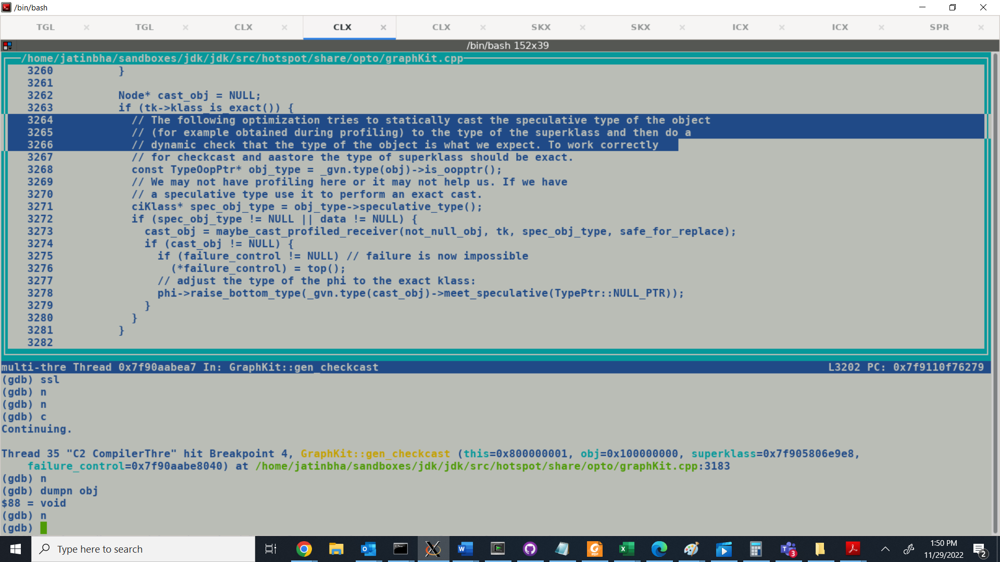 /bin/bash
TGL × TGL × CLX × CLX × CLX × SKX × SKX × ICX × ICX × SPR ×
/bin/bash 152x39
/home/jatinbha/sandboxes/jdk/jdk/src/hotspot/share/opto/graphKit.cpp
3260          }
3261
3262          Node* cast_obj = NULL;
3263          if (tk->klass_is_exact()) {
3264            // The following optimization tries to statically cast the speculative type of the object
3265            // (for example obtained during profiling) to the type of the superklass and then do a
3266            // dynamic check that the type of the object is what we expect. To work correctly
3267            // for checkcast and aastore the type of superklass should be exact.
3268            const TypeOopPtr* obj_type = _gvn.type(obj)->is_oopptr();
3269            // We may not have profiling here or it may not help us. If we have
3270            // a speculative type use it to perform an exact cast.
3271            ciKlass* spec_obj_type = obj_type->speculative_type();
3272            if (spec_obj_type != NULL || data != NULL) {
3273              cast_obj = maybe_cast_profiled_receiver(not_null_obj, tk, spec_obj_type, safe_for_replace);
3274              if (cast_obj != NULL) {
3275                if (failure_control != NULL) // failure is now impossible
3276                  (*failure_control) = top();
3277                // adjust the type of the phi to the exact klass:
3278                phi->raise_bottom_type(_gvn.type(cast_obj)->meet_speculative(TypePtr::NULL_PTR));
3279              }
3280            }
3281          }
3282
multi-thre Thread 0x7f90aabea7 In: GraphKit::gen_checkcast L3202 PC: 0x7f9110f76279
(gdb) ssl
(gdb) n
(gdb) n
(gdb) c
Continuing.
Thread 35 "C2 CompilerThre" hit Breakpoint 4, GraphKit::gen_checkcast (this=0x800000001, obj=0x100000000, superklass=0x7f905806e9e8,
    failure_control=0x7f90aabe8040) at /home/jatinbha/sandboxes/jdk/jdk/src/hotspot/share/opto/graphKit.cpp:3183
(gdb) n
(gdb) dumpn obj
$88 = void
(gdb) n
(gdb)
Type here to search
1:50 PM
11/29/2022
3
2